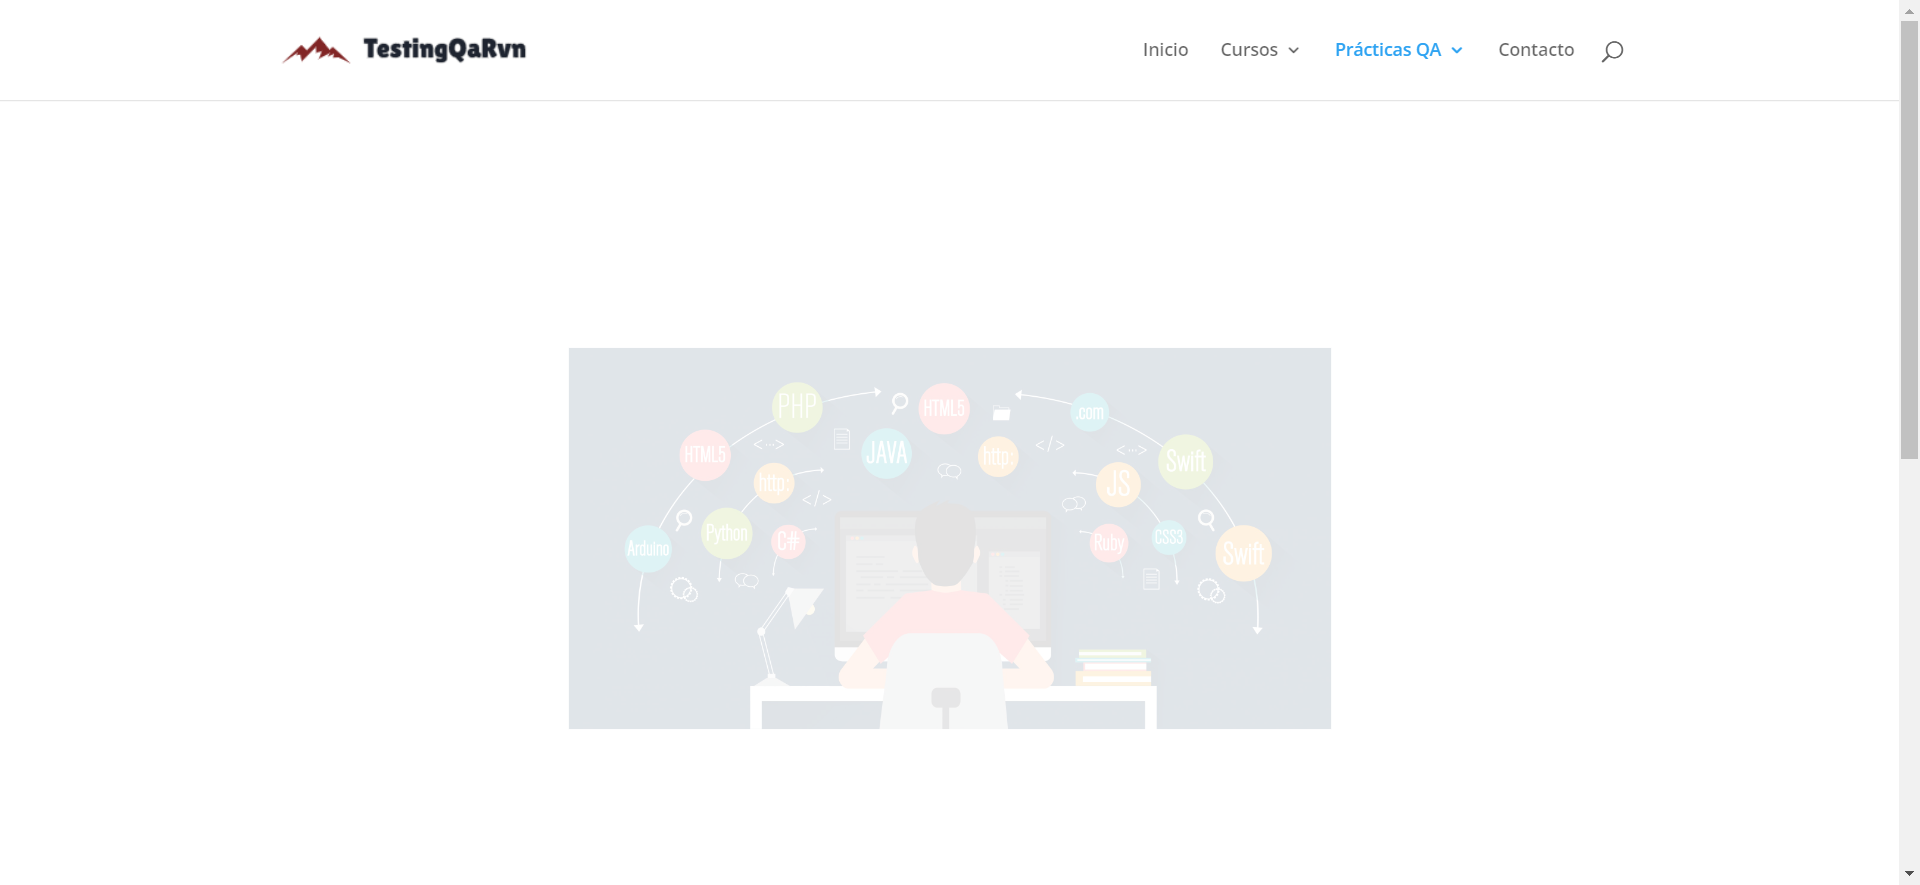 TestingQaRvn
Inicio Cursos Prácticas QA Contacto
PHP
HTML5
.com
HTML5
JAVA
http:
</>
<···>
Swift
<···>
http:
JS
</>
Arduino
Python
C#
Ruby
CSS3
Swift